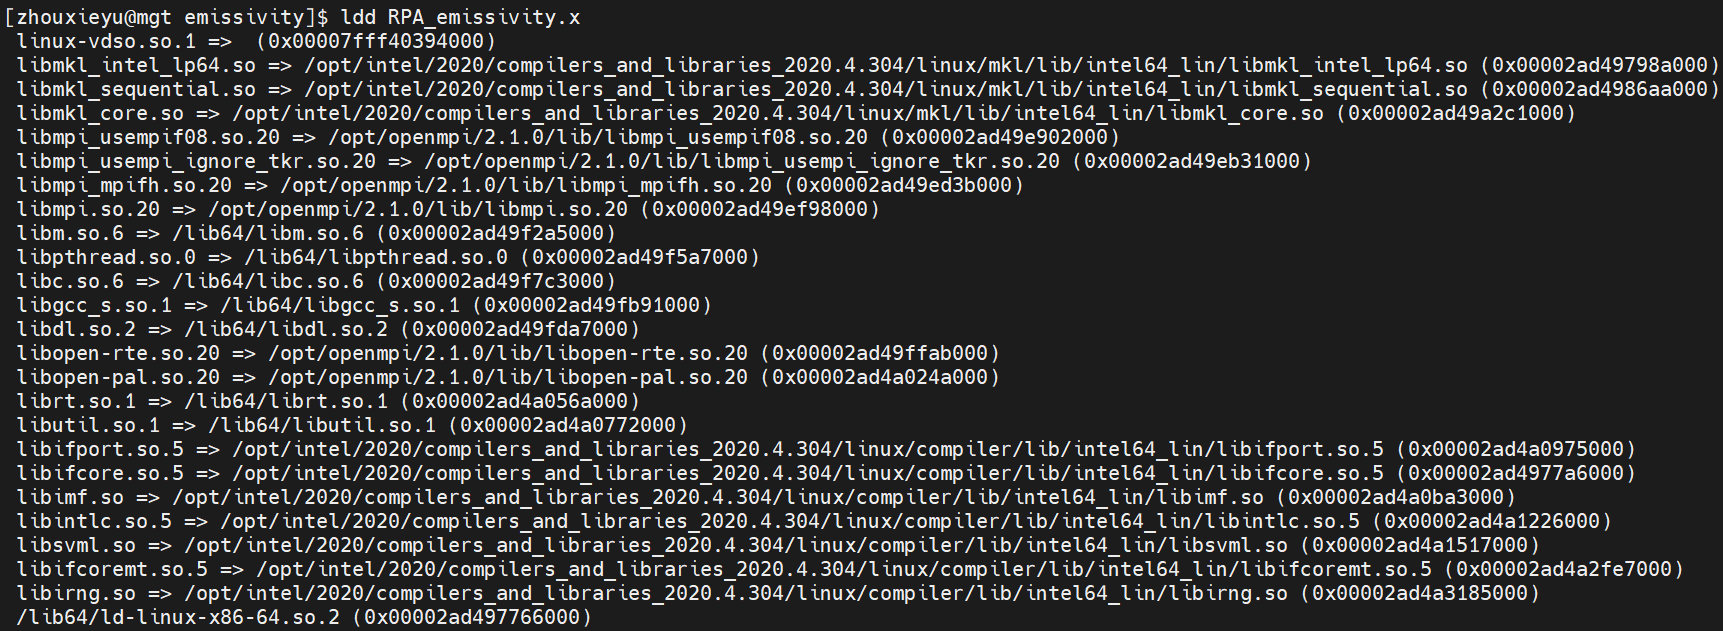 [zhouxieyu@mgt emissivity]$ ldd RPA_emissivity.x
linux-vdso.so.1 =>  (0x00007fff40394000)
libmkl_intel_lp64.so => /opt/intel/2020/compilers_and_libraries_2020.4.304/linux/mkl/lib/intel64_lin/libmkl_intel_lp64.so (0x00002ad49798a000)
libmkl_sequential.so => /opt/intel/2020/compilers_and_libraries_2020.4.304/linux/mkl/lib/intel64_lin/libmkl_sequential.so (0x00002ad4986aa000)
libmkl_core.so => /opt/intel/2020/compilers_and_libraries_2020.4.304/linux/mkl/lib/intel64_lin/libmkl_core.so (0x00002ad49a2c1000)
libmpi_usempif08.so.20 => /opt/openmpi/2.1.0/lib/libmpi_usempif08.so.20 (0x00002ad49e902000)
libmpi_usempi_ignore_tkr.so.20 => /opt/openmpi/2.1.0/lib/libmpi_usempi_ignore_tkr.so.20 (0x00002ad49eb31000)
libmpi_mpifh.so.20 => /opt/openmpi/2.1.0/lib/libmpi_mpifh.so.20 (0x00002ad49ed3b000)
libmpi.so.20 => /opt/openmpi/2.1.0/lib/libmpi.so.20 (0x00002ad49ef98000)
libm.so.6 => /lib64/libm.so.6 (0x00002ad49f2a5000)
libpthread.so.0 => /lib64/libpthread.so.0 (0x00002ad49f5a7000)
libc.so.6 => /lib64/libc.so.6 (0x00002ad49f7c3000)
libgcc_s.so.1 => /lib64/libgcc_s.so.1 (0x00002ad49fb91000)
libdl.so.2 => /lib64/libdl.so.2 (0x00002ad49fda7000)
libopen-rte.so.20 => /opt/openmpi/2.1.0/lib/libopen-rte.so.20 (0x00002ad49ffab000)
libopen-pal.so.20 => /opt/openmpi/2.1.0/lib/libopen-pal.so.20 (0x00002ad4a024a000)
librt.so.1 => /lib64/librt.so.1 (0x00002ad4a056a000)
libutil.so.1 => /lib64/libutil.so.1 (0x00002ad4a0772000)
libifport.so.5 => /opt/intel/2020/compilers_and_libraries_2020.4.304/linux/compiler/lib/intel64_lin/libifport.so.5 (0x00002ad4a0975000)
libifcore.so.5 => /opt/intel/2020/compilers_and_libraries_2020.4.304/linux/compiler/lib/intel64_lin/libifcore.so.5 (0x00002ad4977a6000)
libimf.so => /opt/intel/2020/compilers_and_libraries_2020.4.304/linux/compiler/lib/intel64_lin/libimf.so (0x00002ad4a0ba3000)
libintlc.so.5 => /opt/intel/2020/compilers_and_libraries_2020.4.304/linux/compiler/lib/intel64_lin/libintlc.so.5 (0x00002ad4a1226000)
libsvml.so => /opt/intel/2020/compilers_and_libraries_2020.4.304/linux/compiler/lib/intel64_lin/libsvml.so (0x00002ad4a1517000)
libifcoremt.so.5 => /opt/intel/2020/compilers_and_libraries_2020.4.304/linux/compiler/lib/intel64_lin/libifcoremt.so.5 (0x00002ad4a2fe7000)
libirng.so => /opt/intel/2020/compilers_and_libraries_2020.4.304/linux/compiler/lib/intel64_lin/libirng.so (0x00002ad4a3185000)
/lib64/ld-linux-x86-64.so.2 (0x00002ad497766000)